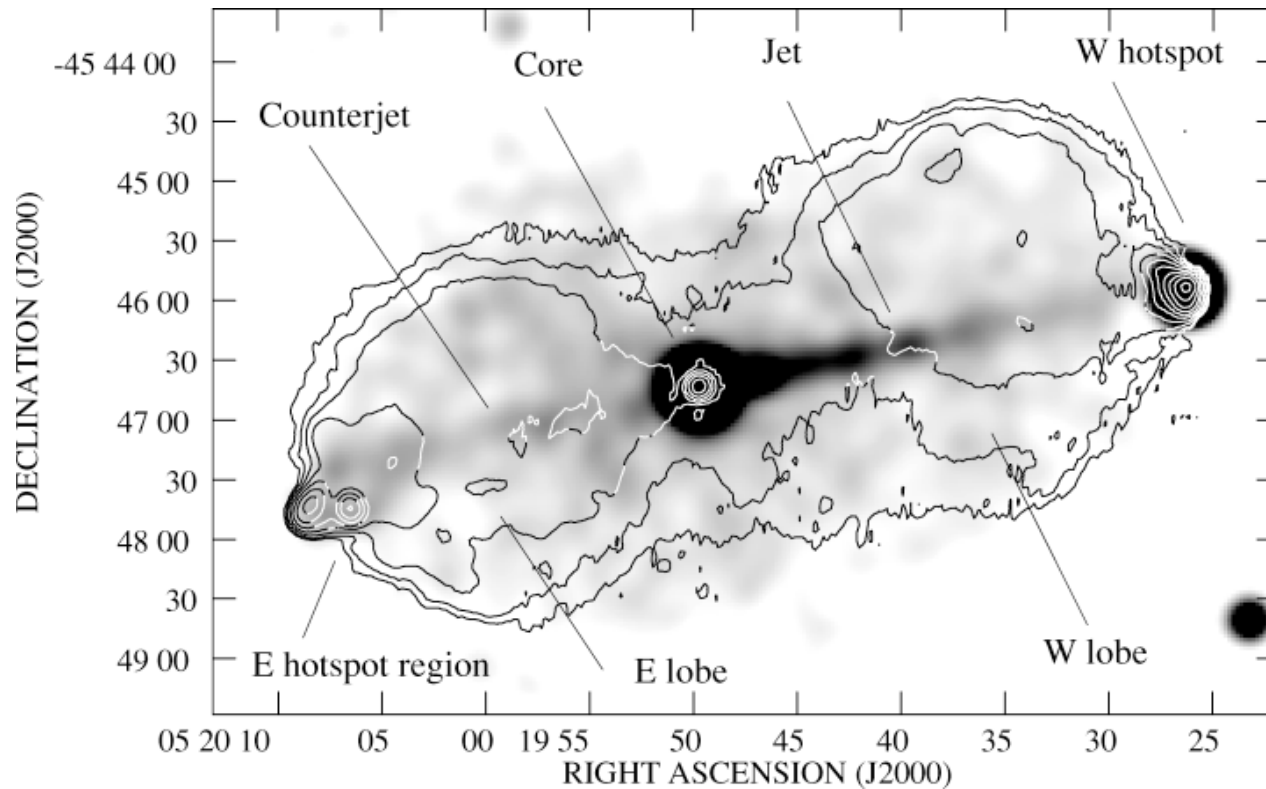 Core
Jet
W hotspot
Counterjet
-45 44 00
30
45 00
30
46 00
30
47 00
30
48 00
30
49 00
DECLINATION (J2000)
E hotspot region
E lobe
W lobe
05 20 10
05
00
19 55
50
45
40
35
30
25
RIGHT ASCENSION (J2000)